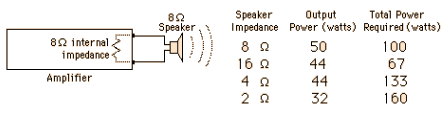 8Ω
Speaker
8Ω internal
impedance
Amplifier
Speaker Impedance Output Power (watts) Total Power Required (watts)
8 Ω 50 100
16 Ω 44 67
4 Ω 44 133
2 Ω 32 160